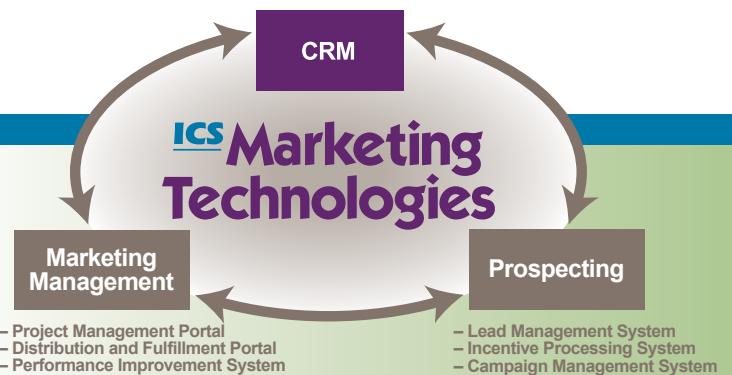 CRM
ICS Marketing
Technologies
Marketing
Management
Prospecting
– Project Management Portal
– Distribution and Fulfillment Portal
– Performance Improvement System
– Lead Management System
– Incentive Processing System
– Campaign Management System